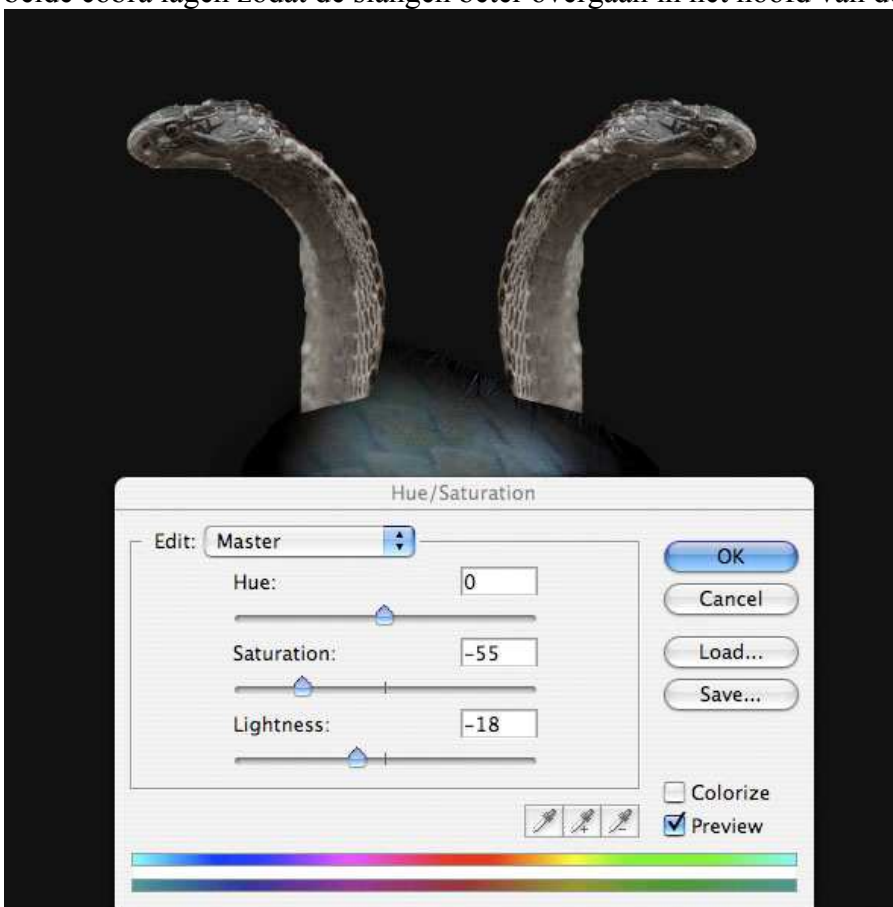 beide cobra lagen zodat de slangen beter overgaan in het hoofd van de
Hue/Saturation
Edit: Master
OK
Hue: 0
Cancel
Saturation: -55
Load...
Save...
Lightness: -18
Colorize
Preview